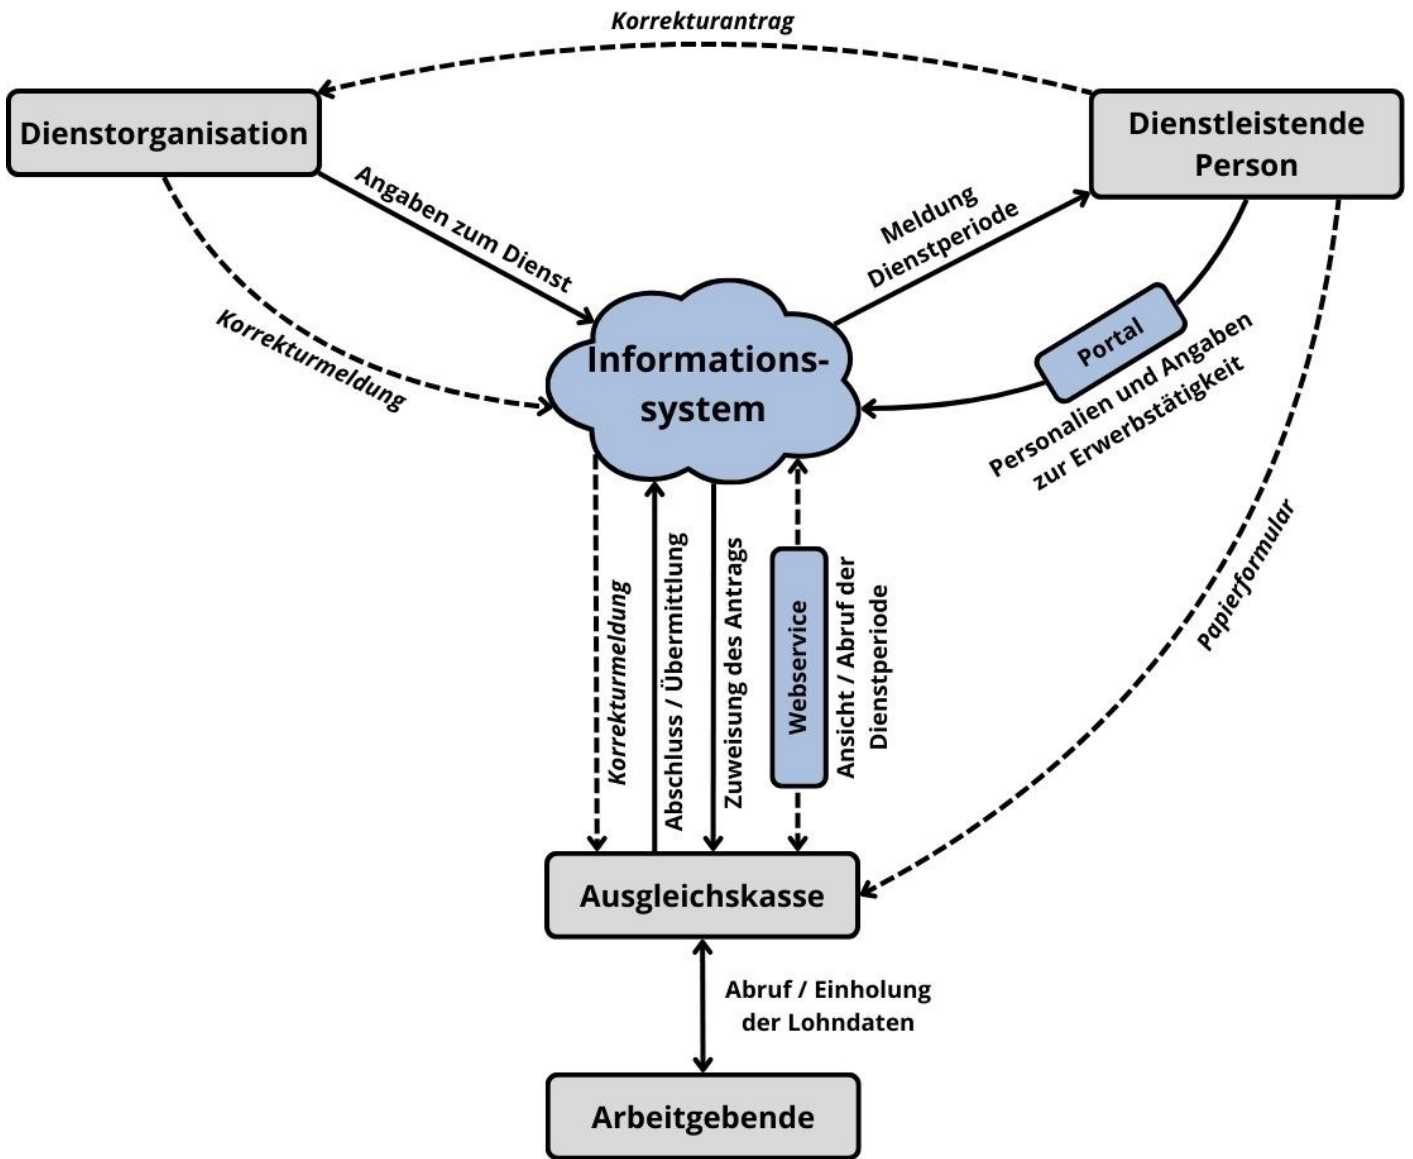 Korrekturantrag
Dienstorganisation
Dienstleistende
Person
Angaben zum Dienst
Meldung
Dienstperiode
Korrekturmeldung
Informations-
system
Portal
Personalien und Angaben
zur Erwerbstätigkeit
Korrekturmeldung
Abschluss / Übermittlung
Zuweisung des Antrags
Webservice
Ansicht / Abruf der
Dienstperiode
Papierformular
Ausgleichskasse
Abruf / Einholung
der Lohndaten
Arbeitgebende